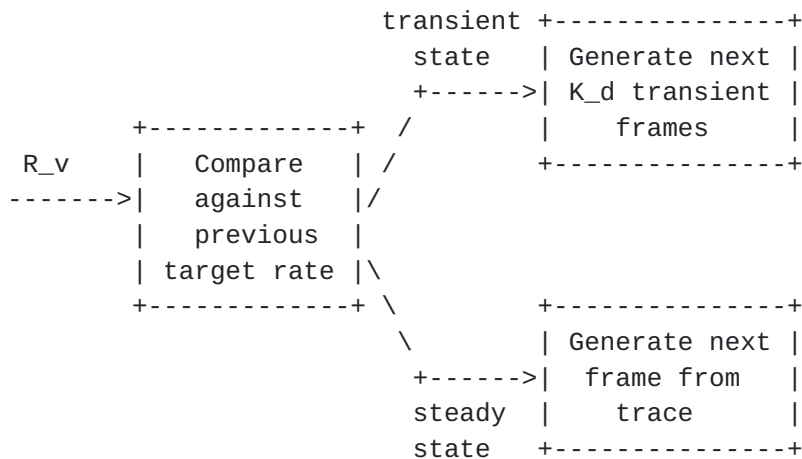 transient +---------------+
state | Generate next |
+------>| K_d transient |
+-------------+ / | frames |
R_v | Compare | / +---------------+
------->| against |/
| previous |
| target rate |\
+-------------+ \ +---------------+
\ | Generate next |
+------>| frame from |
steady | trace |
state +---------------+